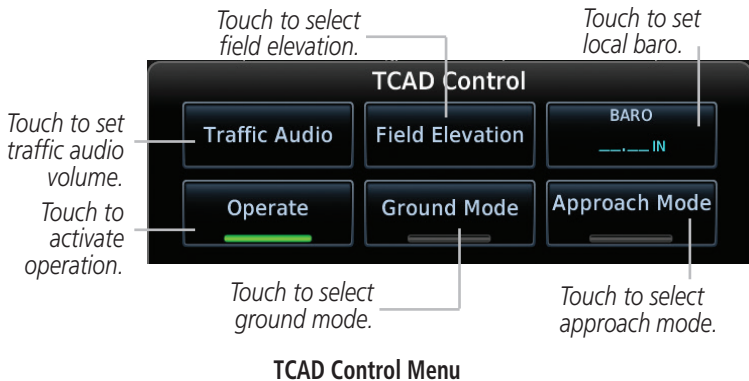 Touch to select
field elevation.
Touch to set
local baro.
TCAD Control
Touch to set
traffic audio
volume.
Traffic Audio
Field Elevation
BARO
__.__ IN
Touch to
activate
operation.
Operate
Ground Mode
Approach Mode
Touch to select
ground mode.
Touch to select
approach mode.
TCAD Control Menu